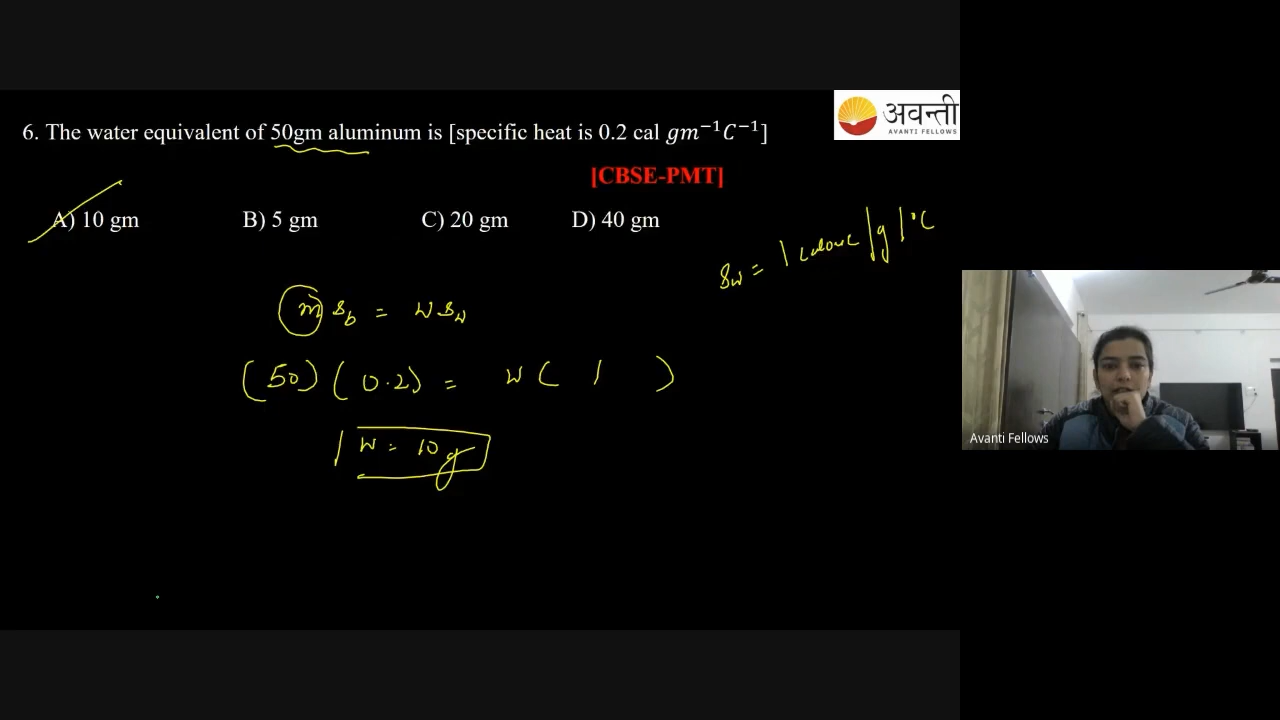 6. The water equivalent of 50gm aluminum is [specific heat is 0.2 cal gm⁻¹C⁻¹]
अवन्ती
AVANTI FELLOWS
[CBSE-PMT]
A) 10 gm B) 5 gm C) 20 gm D) 40 gm
Sw = 1 calorie/g/°C
m Sb = W Sw
(50)(0.2) = W( 1 )
W = 10g
Avanti Fellows